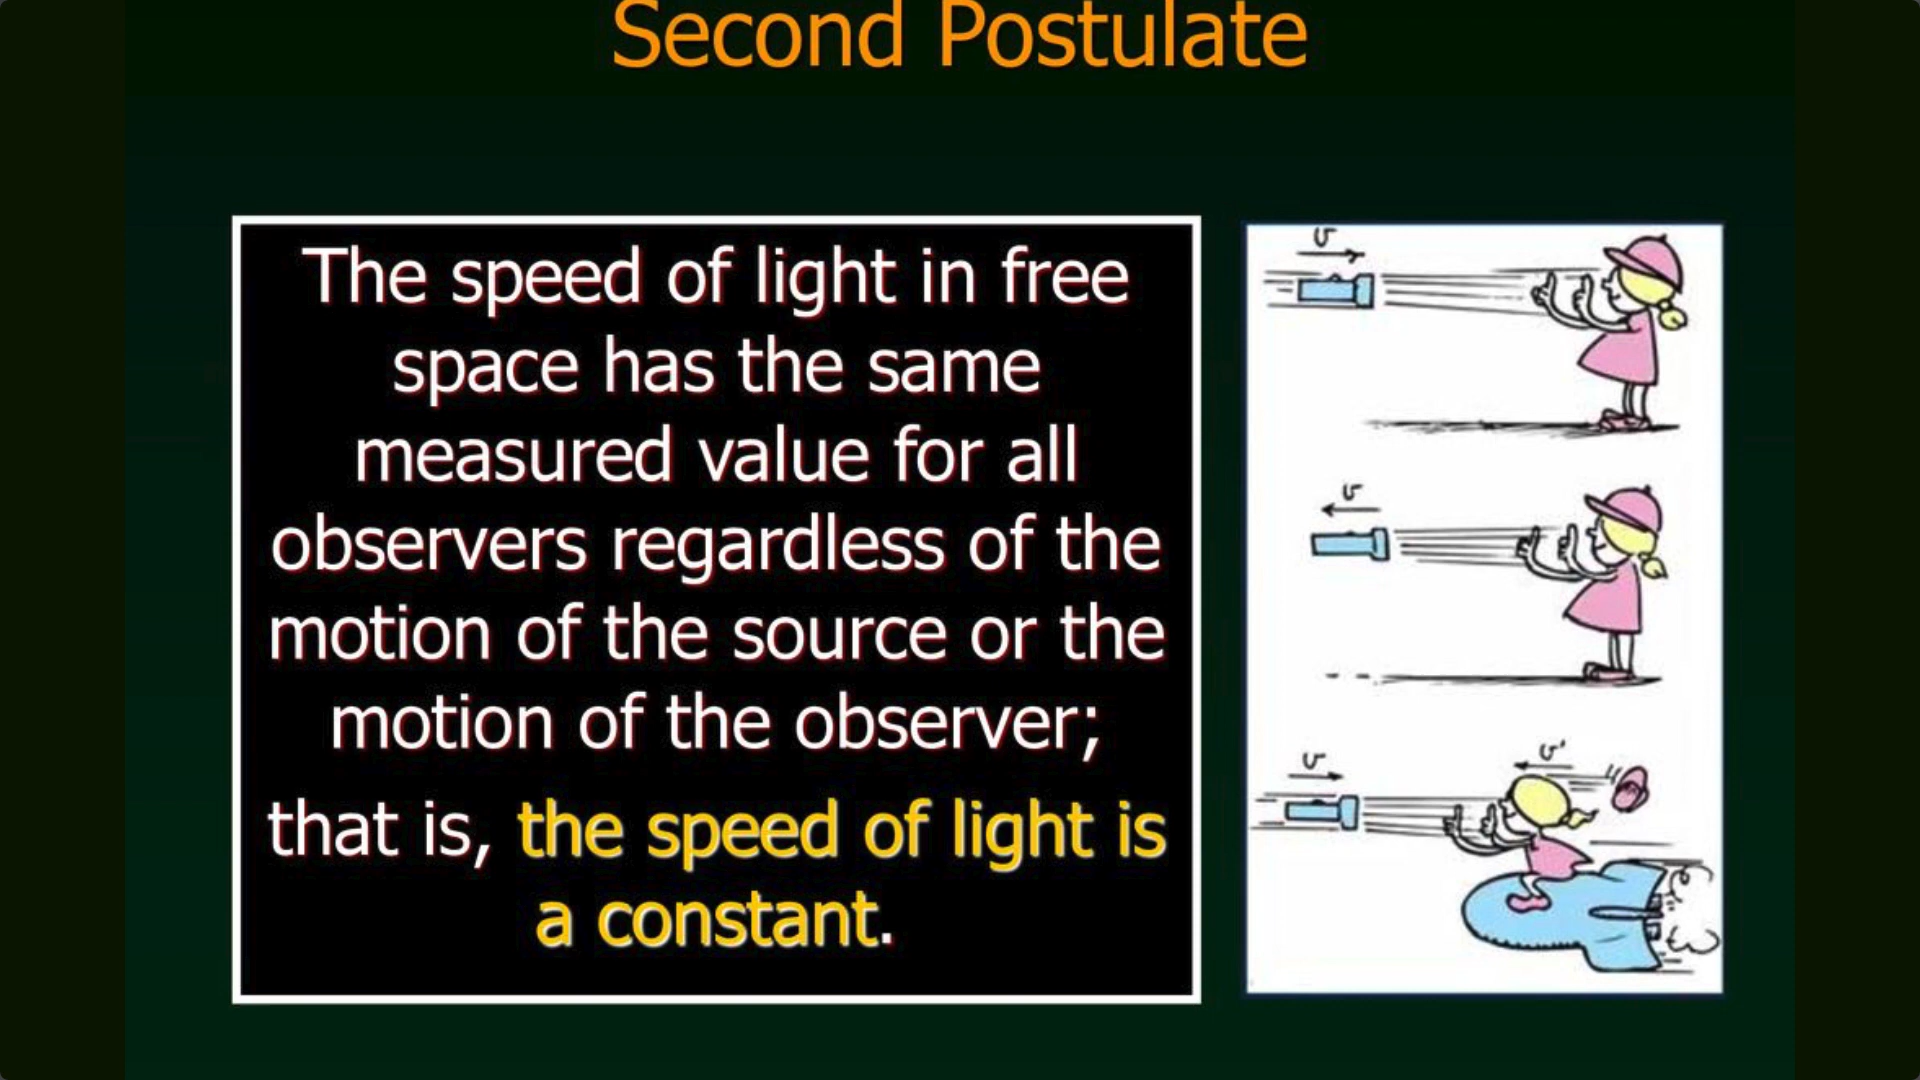 Second Postulate
The speed of light in free
space has the same
measured value for all
observers regardless of the
motion of the source or the
motion of the observer;
that is, the speed of light is
a constant.
v
v
v
v'